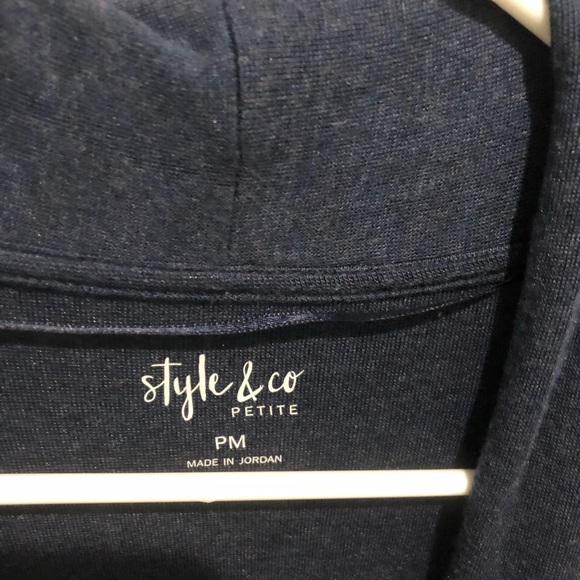 style & co
PETITE
PM
MADE IN JORDAN